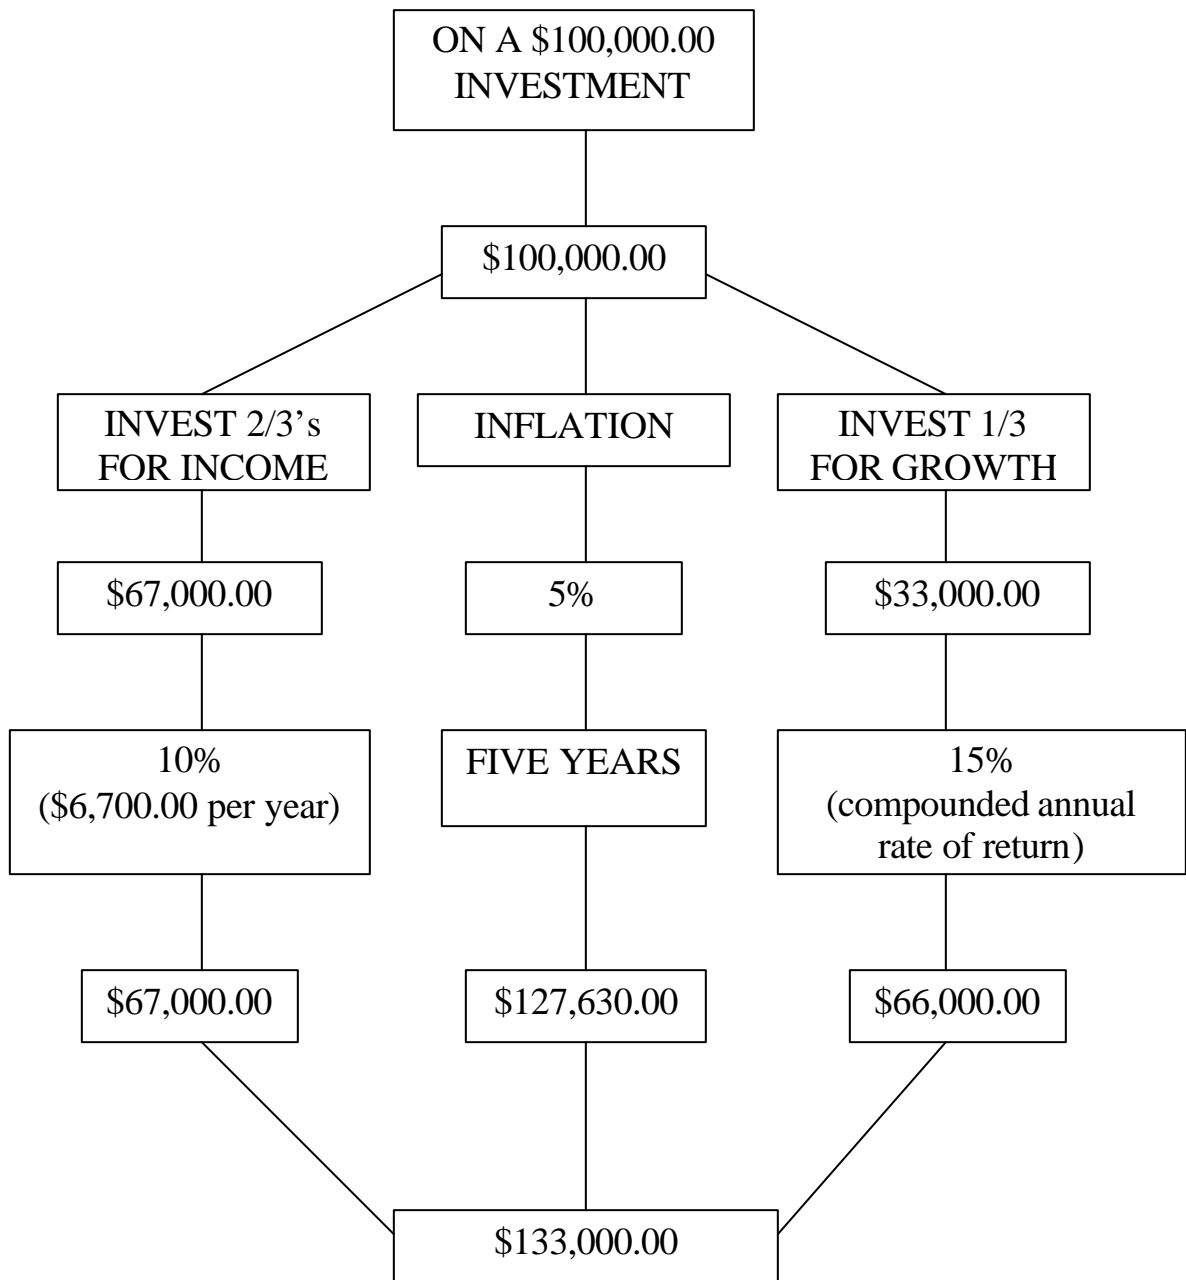 ON A $100,000.00
INVESTMENT
$100,000.00
INVEST 2/3’s
FOR INCOME
INFLATION
INVEST 1/3
FOR GROWTH
$67,000.00
5%
$33,000.00
10%
($6,700.00 per year)
FIVE YEARS
15%
(compounded annual
rate of return)
$67,000.00
$127,630.00
$66,000.00
$133,000.00